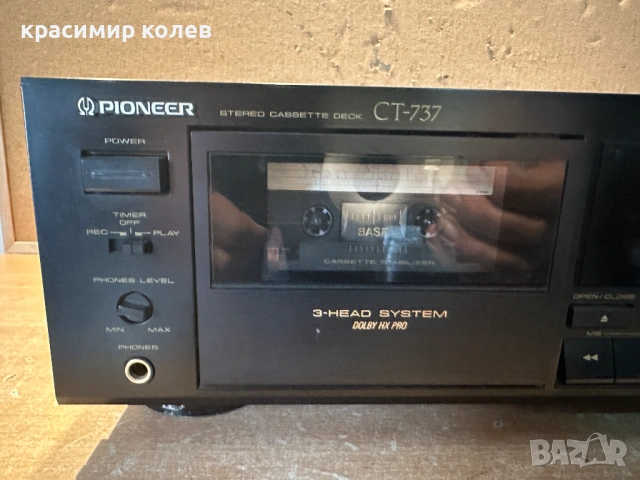 красимир колев
PIONEER
STEREO CASSETTE DECK CT-737
POWER
TIMER
OFF
REC PLAY
PHONES-LEVEL
MIN MAX
PHONES
BASF
CASSETTE STABILIZER
3-HEAD SYSTEM
DOLBY HX PRO
OPEN/CLOSE
MS
BAZAR
bg